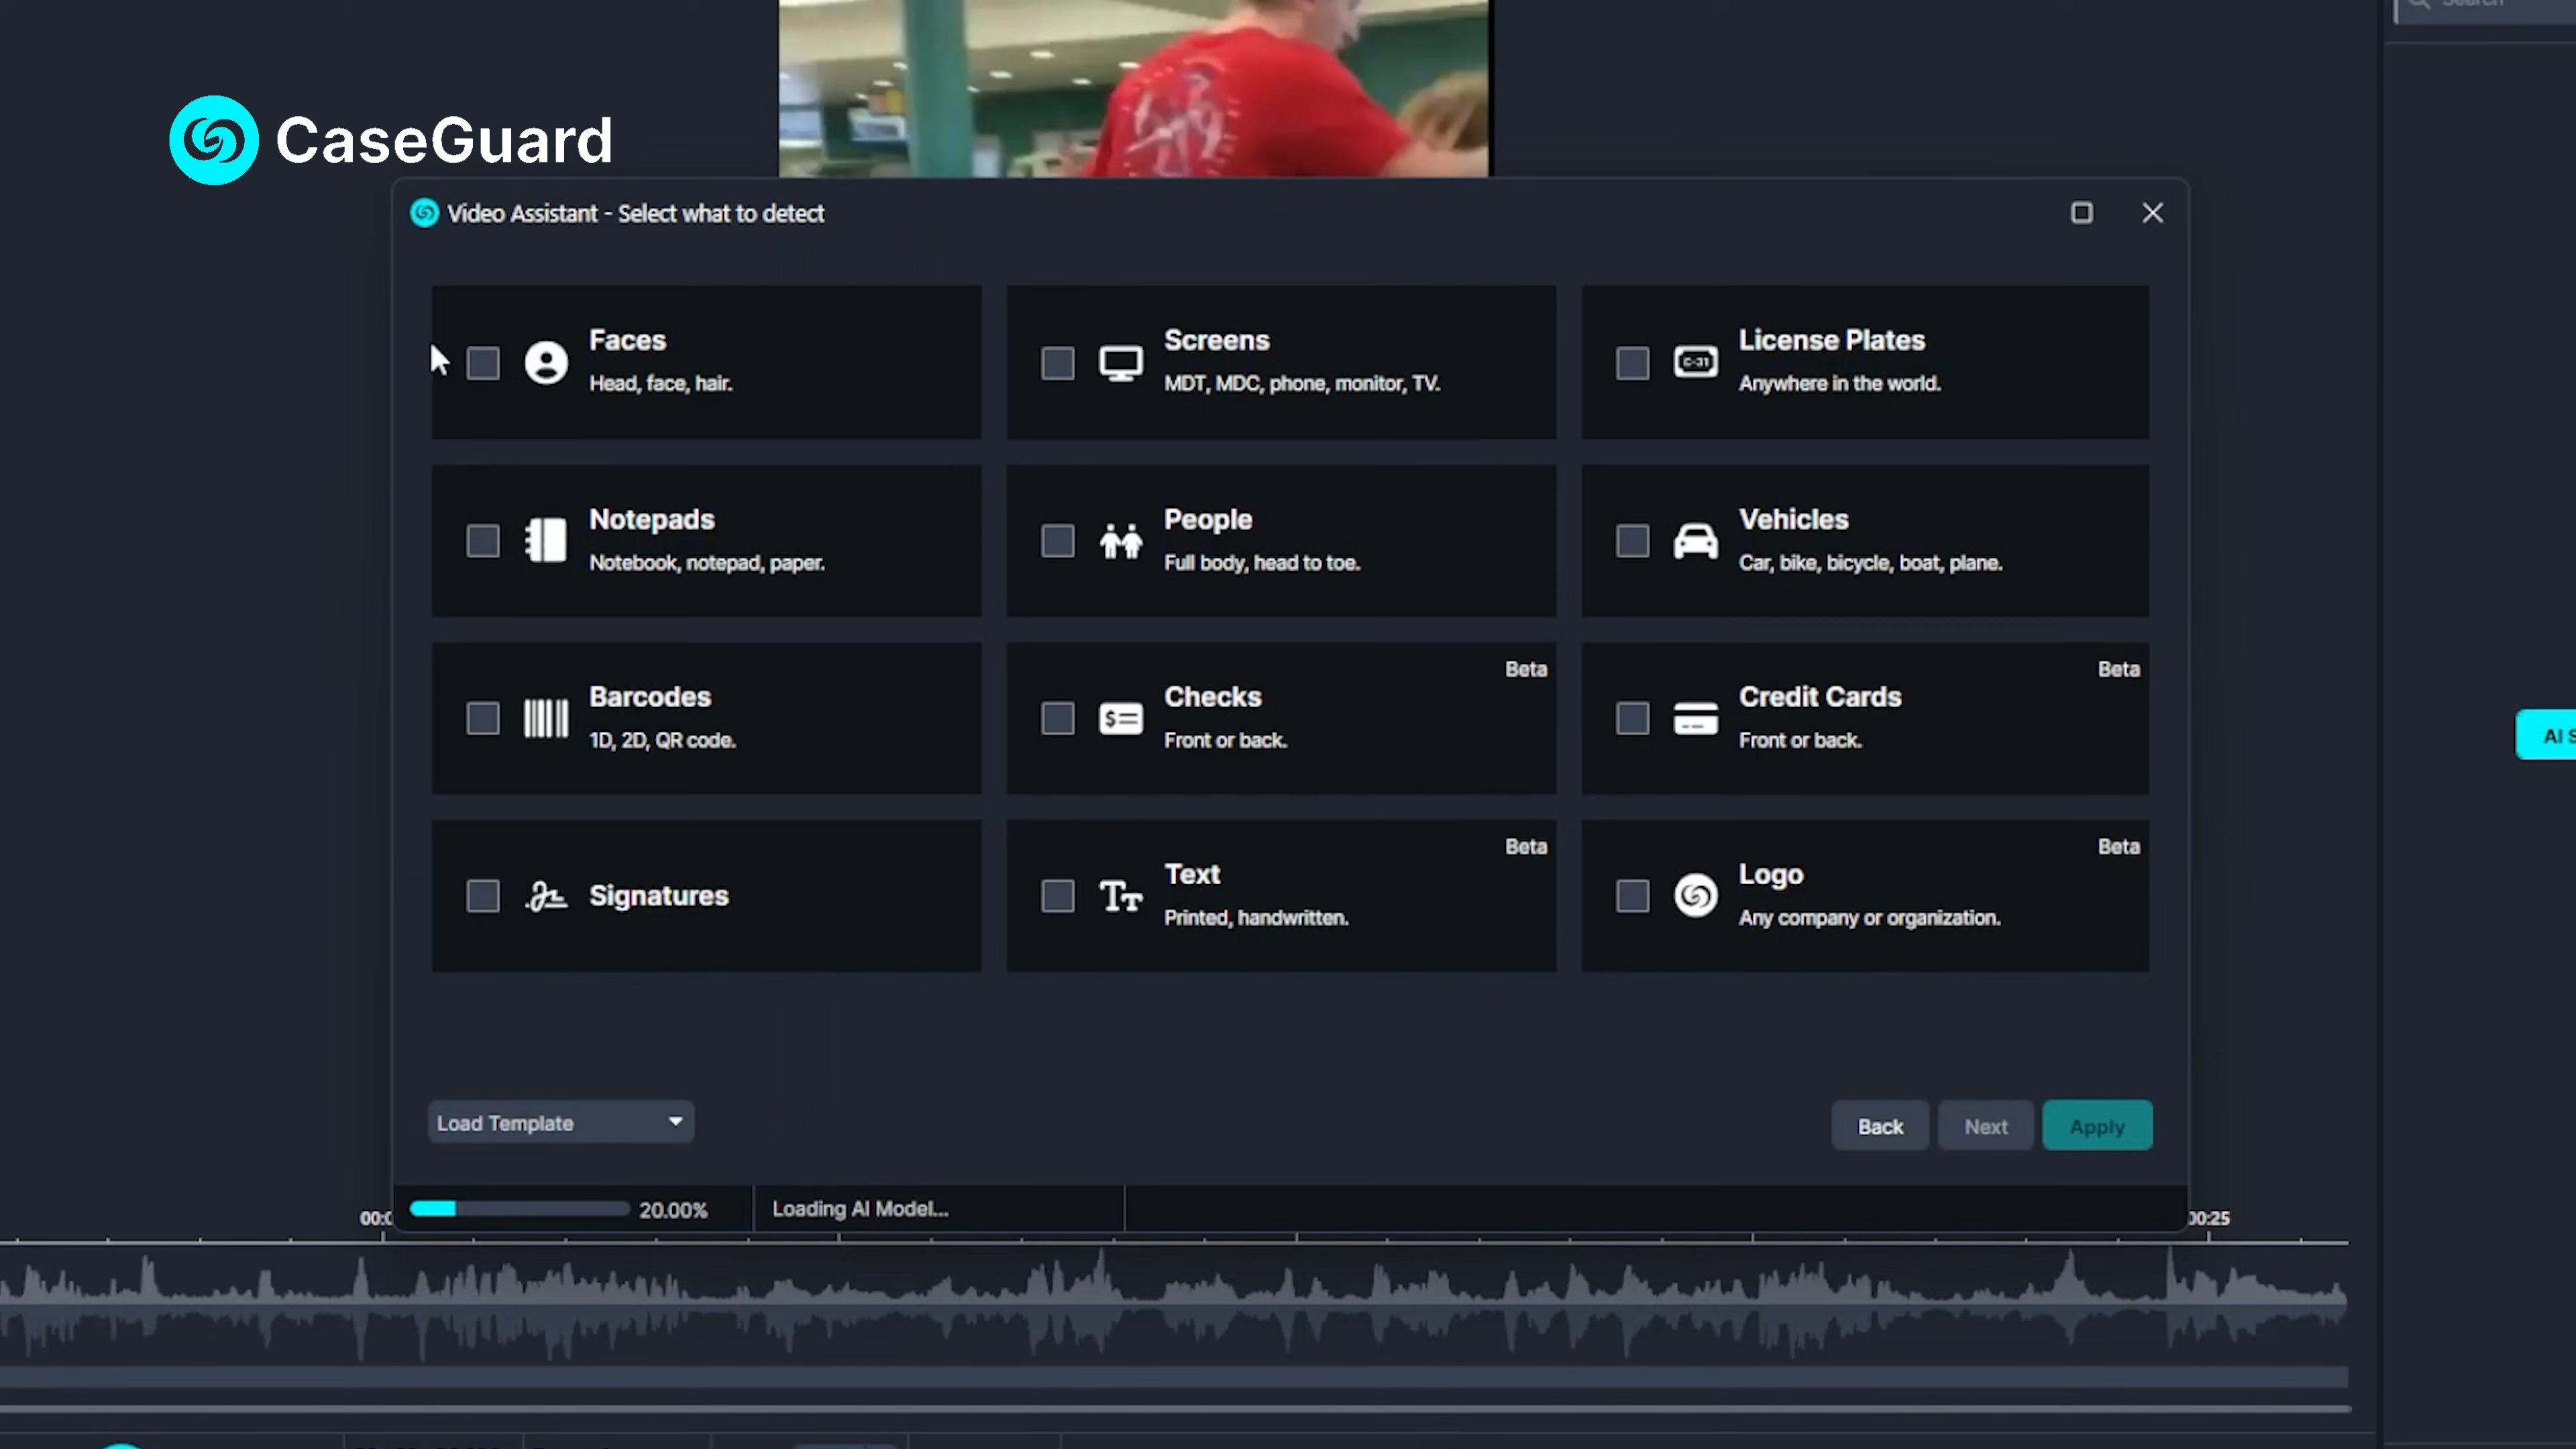 Search
CaseGuard
Video Assistant - Select what to detect
Faces
Head, face, hair.
Screens
MDT, MDC, phone, monitor, TV.
License Plates
C-31
Anywhere in the world.
Notepads
Notebook, notepad, paper.
People
Full body, head to toe.
Vehicles
Car, bike, bicycle, boat, plane.
Barcodes
1D, 2D, QR code.
Beta
Checks
Front or back.
Beta
Credit Cards
Front or back.
AI
Signatures
Beta
Text
Printed, handwritten.
Beta
Logo
Any company or organization.
Load Template
Back
Next
Apply
20.00%
Loading AI Model...
00:25